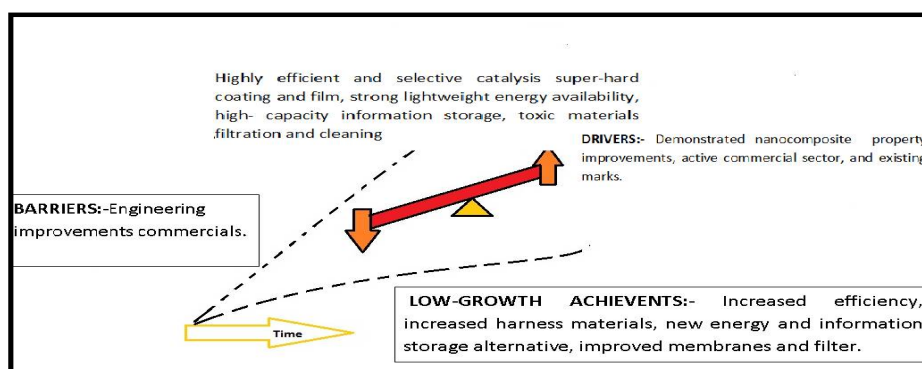 Highly efficient and selective catalysis super-hard
coating and film, strong lightweight energy availability,
high- capacity information storage, toxic materials
filtration and cleaning
DRIVERS:- Demonstrated nanocomposite property
improvements, active commercial sector, and existing
marks.
BARRIERS:-Engineering
improvements commercials.
LOW-GROWTH ACHIEVENTS:- Increased efficiency,
increased harness materials, new energy and information
storage alternative, improved membranes and filter.
Time